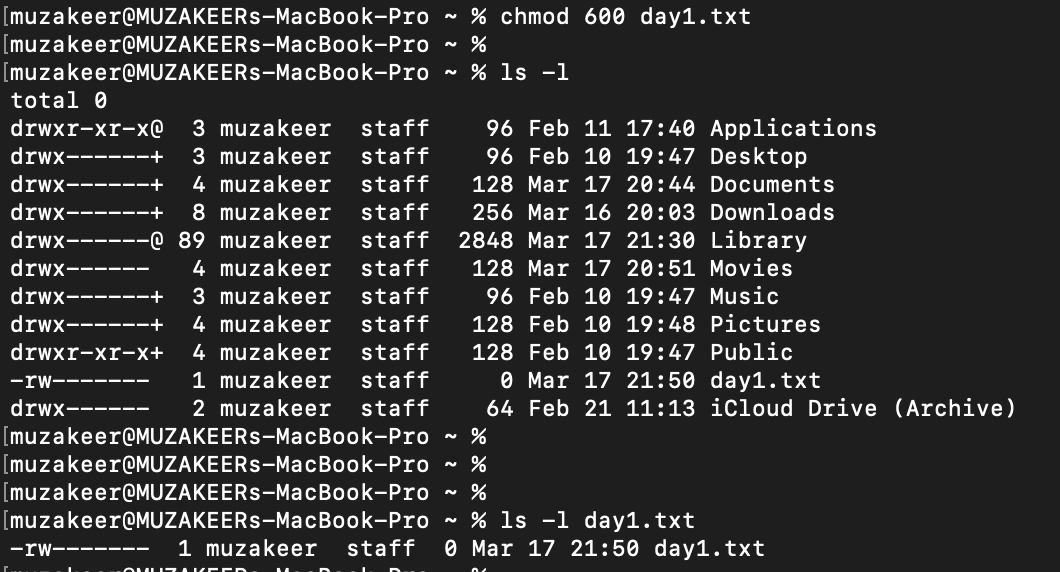 [muzakeer@MUZAKEERs-MacBook-Pro ~ % chmod 600 day1.txt
[muzakeer@MUZAKEERs-MacBook-Pro ~ %
[muzakeer@MUZAKEERs-MacBook-Pro ~ % ls -l
total 0
drwxr-xr-x@  3 muzakeer  staff    96 Feb 11 17:40 Applications
drwx------+  3 muzakeer  staff    96 Feb 10 19:47 Desktop
drwx------+  4 muzakeer  staff   128 Mar 17 20:44 Documents
drwx------+  8 muzakeer  staff   256 Mar 16 20:03 Downloads
drwx------@ 89 muzakeer  staff  2848 Mar 17 21:30 Library
drwx------   4 muzakeer  staff   128 Mar 17 20:51 Movies
drwx------+  3 muzakeer  staff    96 Feb 10 19:47 Music
drwx------+  4 muzakeer  staff   128 Feb 10 19:48 Pictures
drwxr-xr-x+  4 muzakeer  staff   128 Feb 10 19:47 Public
-rw-------   1 muzakeer  staff     0 Mar 17 21:50 day1.txt
drwx------   2 muzakeer  staff    64 Feb 21 11:13 iCloud Drive (Archive)
[muzakeer@MUZAKEERs-MacBook-Pro ~ %
[muzakeer@MUZAKEERs-MacBook-Pro ~ %
[muzakeer@MUZAKEERs-MacBook-Pro ~ %
[muzakeer@MUZAKEERs-MacBook-Pro ~ % ls -l day1.txt
-rw-------  1 muzakeer  staff  0 Mar 17 21:50 day1.txt
[muzakeer@MUZAKEERs-MacBook-Pro ~ %